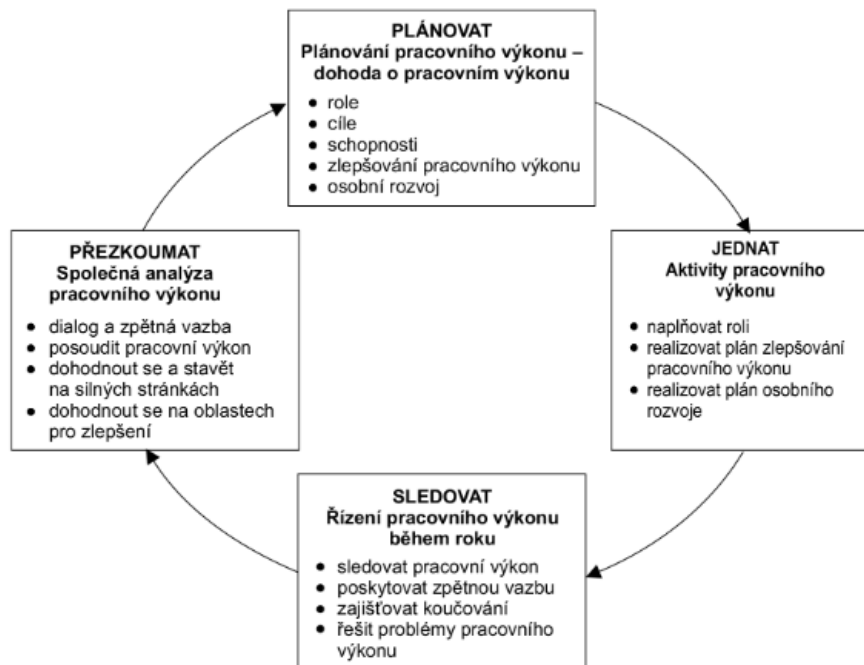 PLÁNOVAT
Plánování pracovního výkonu –
dohoda o pracovním výkonu
● role
● cíle
● schopnosti
● zlepšování pracovního výkonu
● osobní rozvoj
PŘEZKOUMAT
Společná analýza
pracovního výkonu
● dialog a zpětná vazba
● posoudit pracovní výkon
● dohodnout se a stavět
na silných stránkách
● dohodnout se na oblastech
pro zlepšení
JEDNAT
Aktivity pracovního
výkonu
● naplňovat roli
● realizovat plán zlepšování
pracovního výkonu
● realizovat plán osobního
rozvoje
SLEDOVAT
Řízení pracovního výkonu
během roku
● sledovat pracovní výkon
● poskytovat zpětnou vazbu
● zajišťovat koučování
● řešit problémy pracovního
výkonu